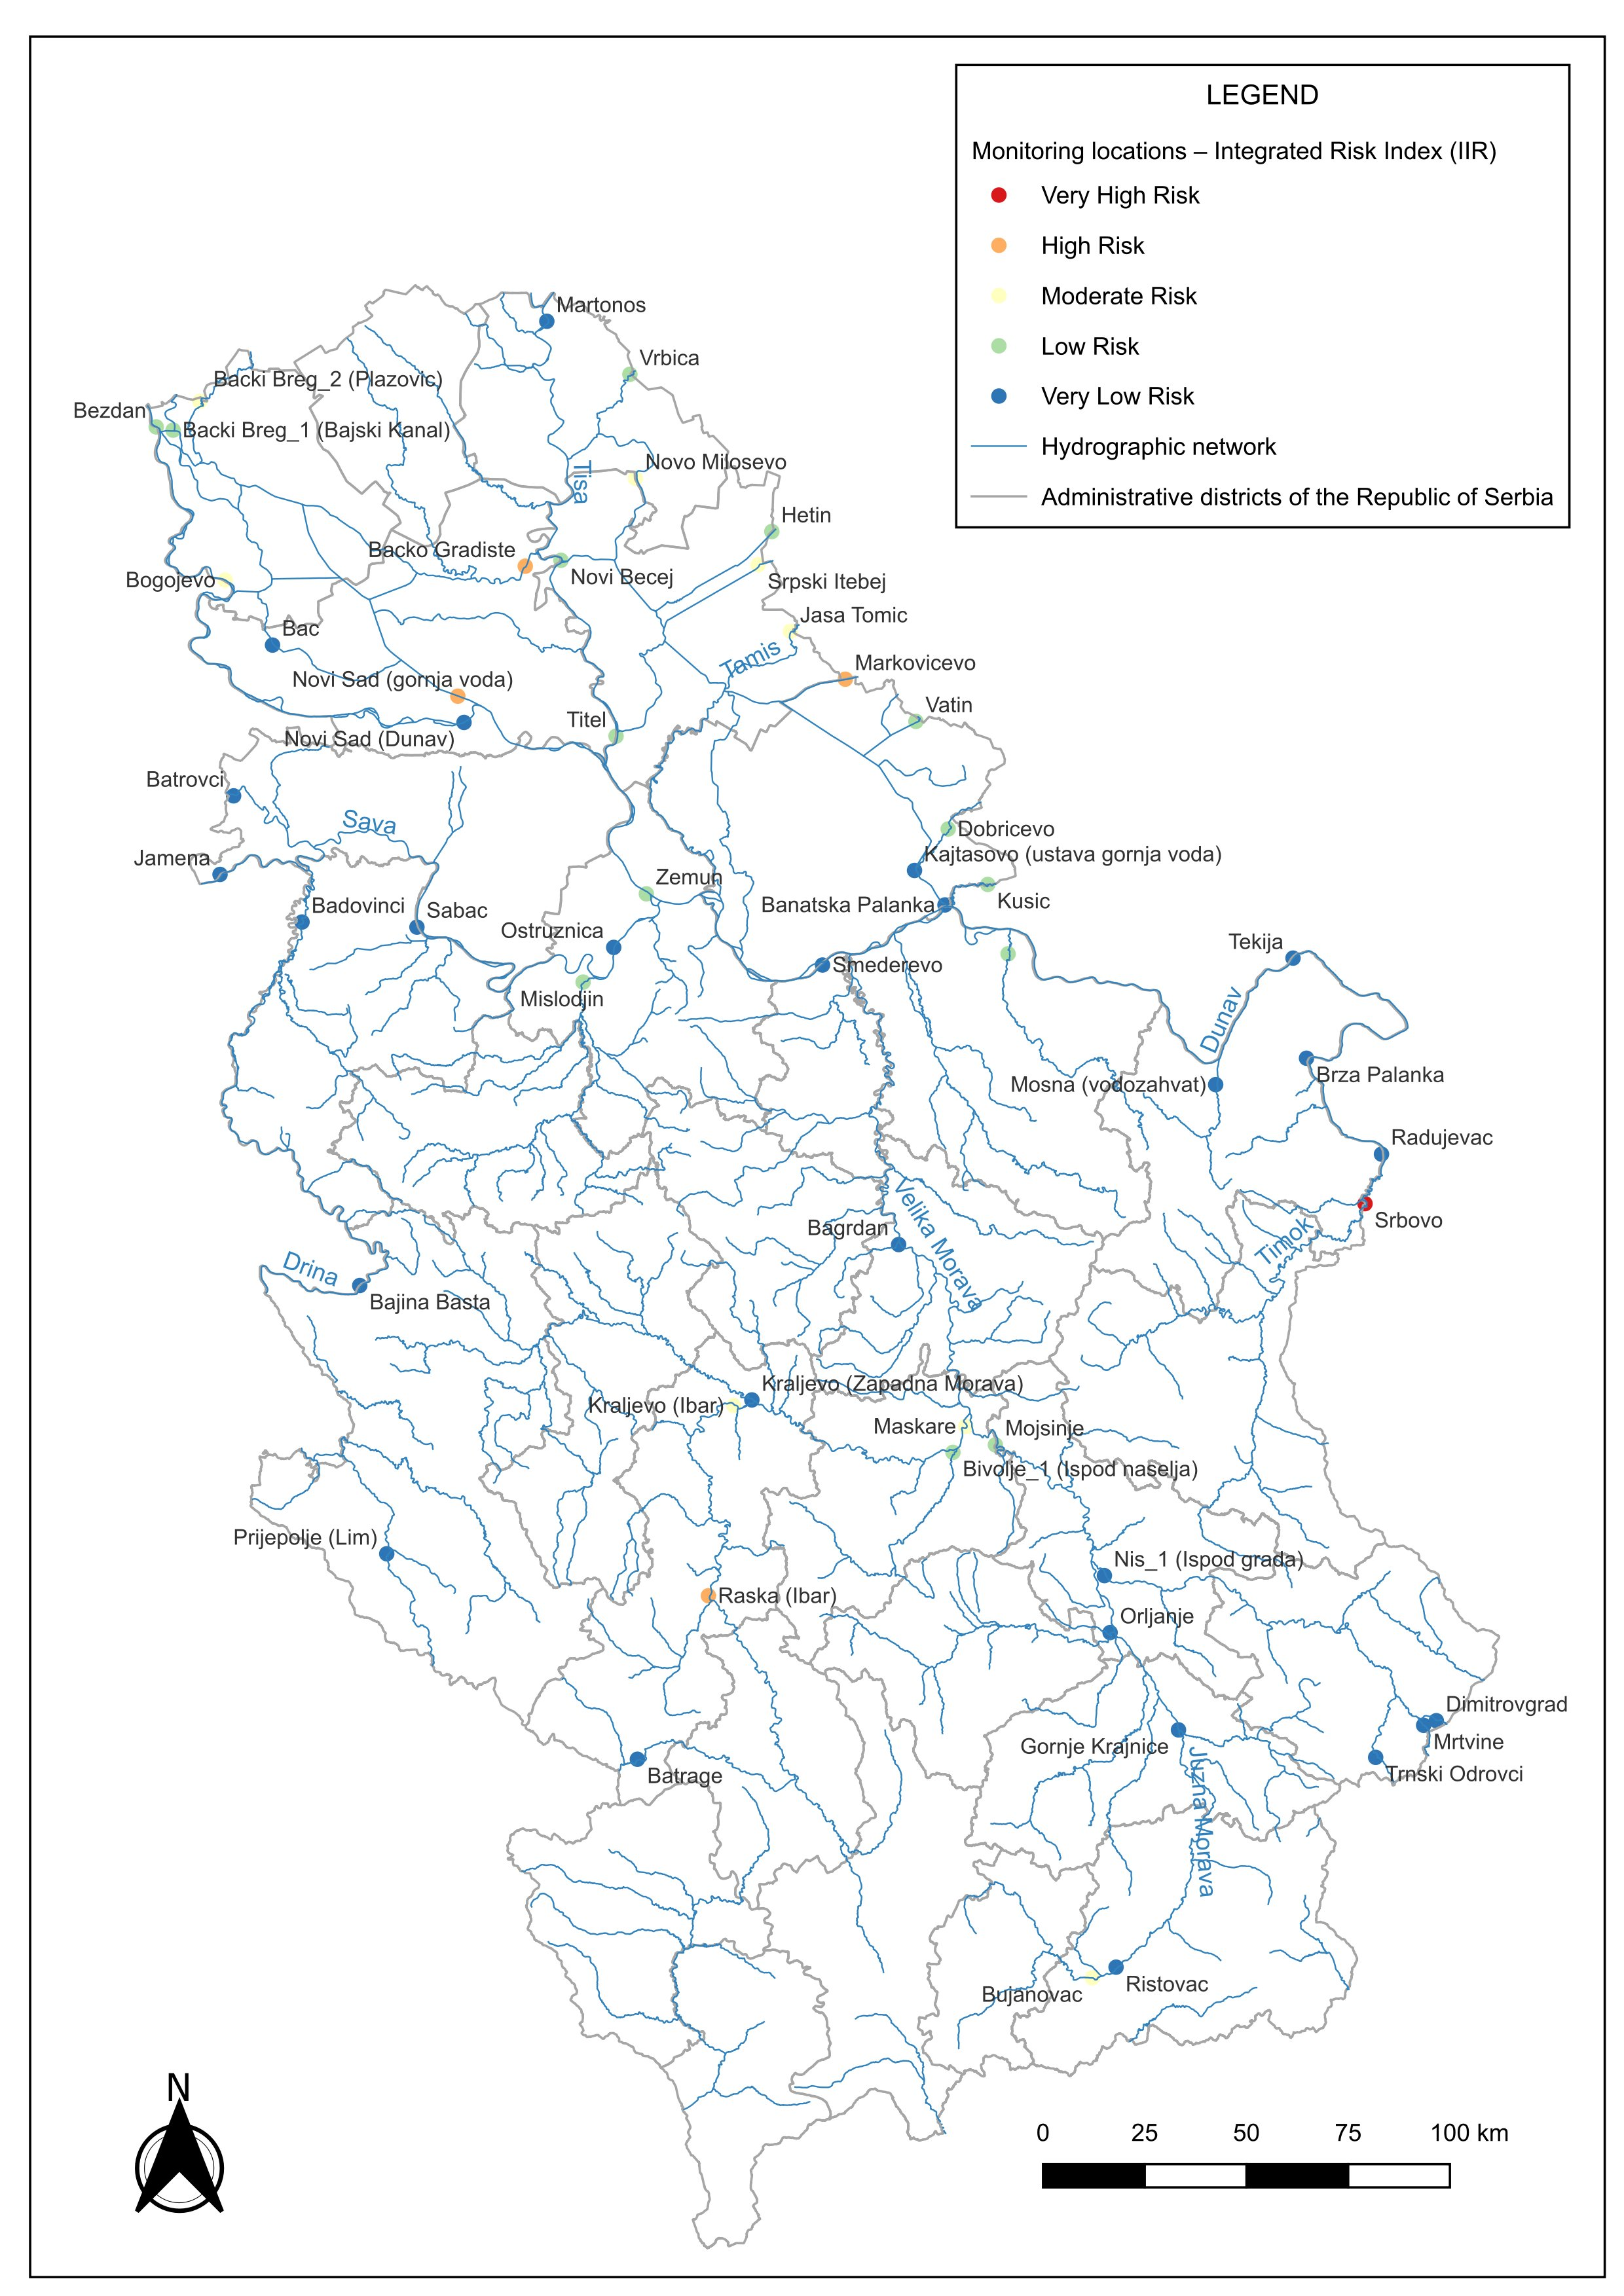 LEGEND
Monitoring locations – Integrated Risk Index (IIR)
Very High Risk
High Risk
Moderate Risk
Low Risk
Very Low Risk
Hydrographic network
Administrative districts of the Republic of Serbia
Martonos
Vrbica
Backi Breg_2 (Plazovic)
Bezdan
Backi Breg_1 (Bajski Kanal)
Novo Milosevo
Tisa
Hetin
Backo Gradiste
Novi Becej
Bogojevo
Srpski Itebej
Jasa Tomic
Bac
Tamis
Markovicevo
Novi Sad (gornja voda)
Vatin
Titel
Novi Sad (Dunav)
Batrovci
Sava
Dobricevo
Kajtasovo (ustava gornja voda)
Jamena
Zemun
Kusic
Badovinci
Sabac
Banatska Palanka
Ostruznica
Tekija
Smederevo
Mislodjin
Dunav
Brza Palanka
Mosna (vodozahvat)
Radujevac
Velika Morava
Srbovo
Bagrdan
Timok
Drina
Bajina Basta
Kraljevo (Zapadna Morava)
Kraljevo (Ibar)
Maskare
Mojsinje
Bivolje_1 (Ispod naselja)
Prijepolje (Lim)
Nis_1 (Ispod grada)
Raska (Ibar)
Orljanje
Dimitrovgrad
Mrtvine
Gornje Krajnice
Trnski Odrovci
Batrage
Juzna Morava
Ristovac
Bujanovac
N
0 25 50 75 100 km